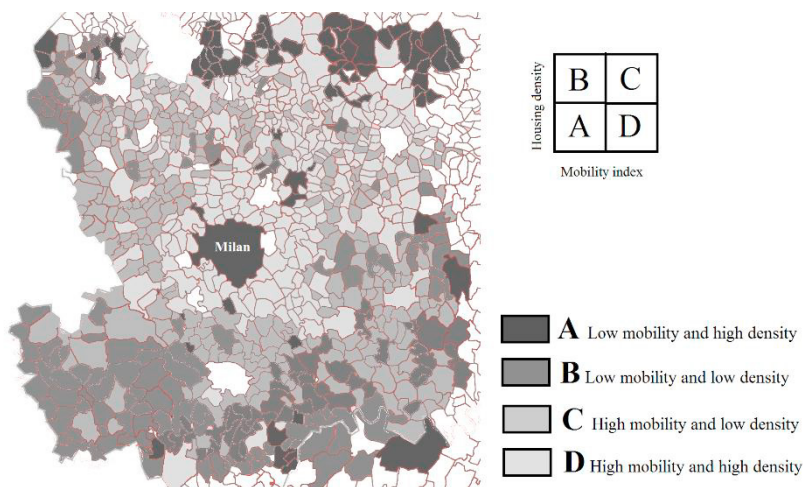 Milan
Housing density
B C
A D
Mobility index
A Low mobility and high density
B Low mobility and low density
C High mobility and low density
D High mobility and high density